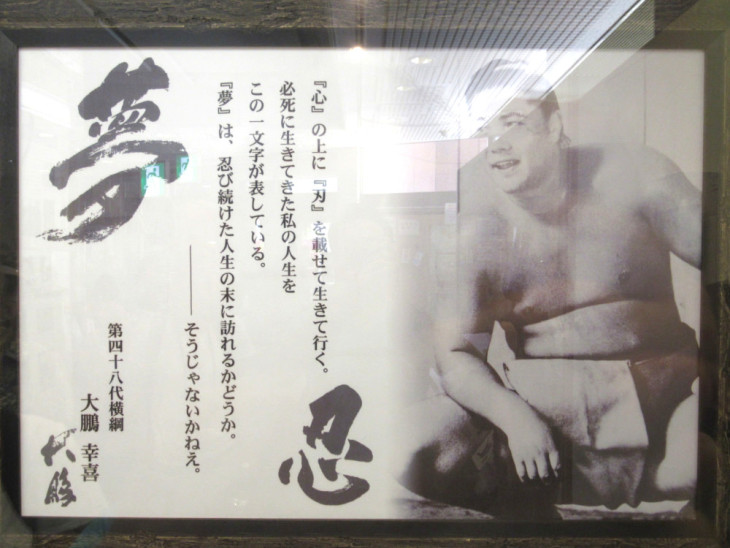 忍
『心』の上に『刃』を載せて生きて行く。
必死に生きてきた私の人生を
この一文字が表している。
『夢』は、忍び続けた人生の末に訪れるかどうか。
――そうじゃないかねえ。
夢
第四十八代横綱
大鵬 幸喜
大鵬